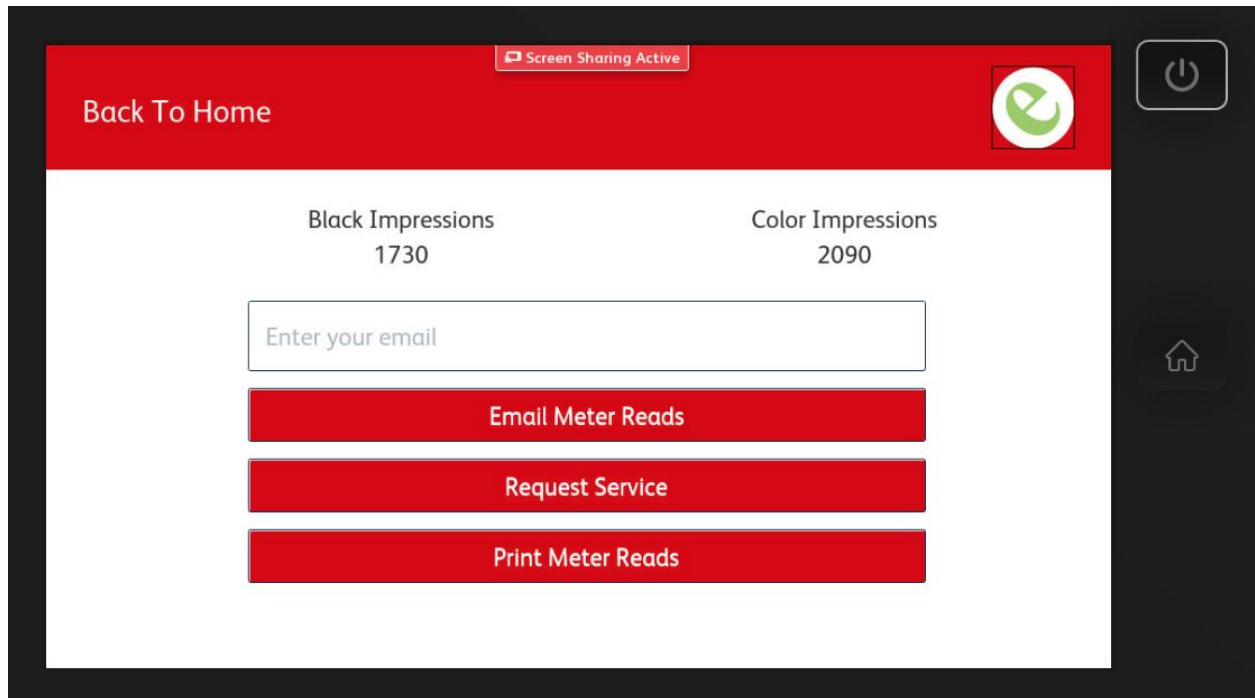 Screen Sharing Active
Back To Home
e
Black Impressions
1730
Color Impressions
2090
Enter your email
Email Meter Reads
Request Service
Print Meter Reads